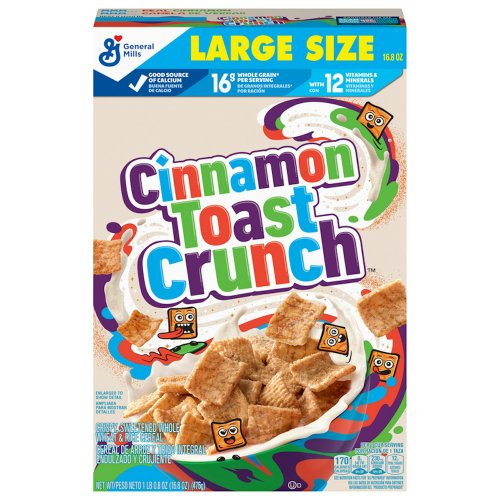 General
Mills
LARGE SIZE
16.8 OZ
GOOD SOURCE
OF CALCIUM
BUENA FUENTE
DE CALCIO
16g WHOLE GRAIN*
PER SERVING
DE GRANOS INTEGRALES*
POR RACIÓN
WITH
CON
12 VITAMINS &
MINERALS
VITAMINAS Y
MINERALES
Cinnamon
Toast
Crunch™
ENLARGED TO
SHOW DETAIL
AMPLIADA
PARA MOSTRAR
DETALLES
CRISPY, SWEETENED WHOLE
WHEAT & RICE CEREAL
CEREAL DE ARROZ Y TRIGO INTEGRAL
ENDULZADO Y CRUJIENTE
NET WT/PESO NETO 1 LB 0.8 OZ (16.8 OZ) (476g)
170
CALORIES